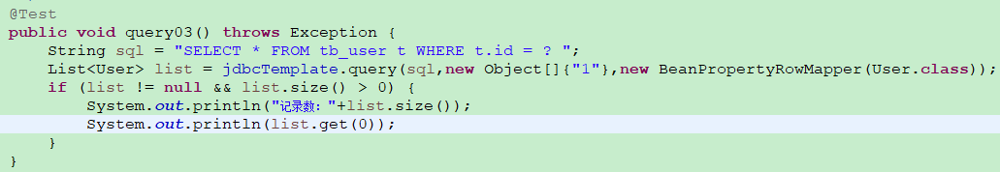 @Test
public void query03() throws Exception {
    String sql = "SELECT * FROM tb_user t WHERE t.id = ? ";
    List<User> list = jdbcTemplate.query(sql,new Object[]{"1"},new BeanPropertyRowMapper(User.class));
    if (list != null && list.size() > 0) {
        System.out.println("记录数："+list.size());
        System.out.println(list.get(0));
    }
}